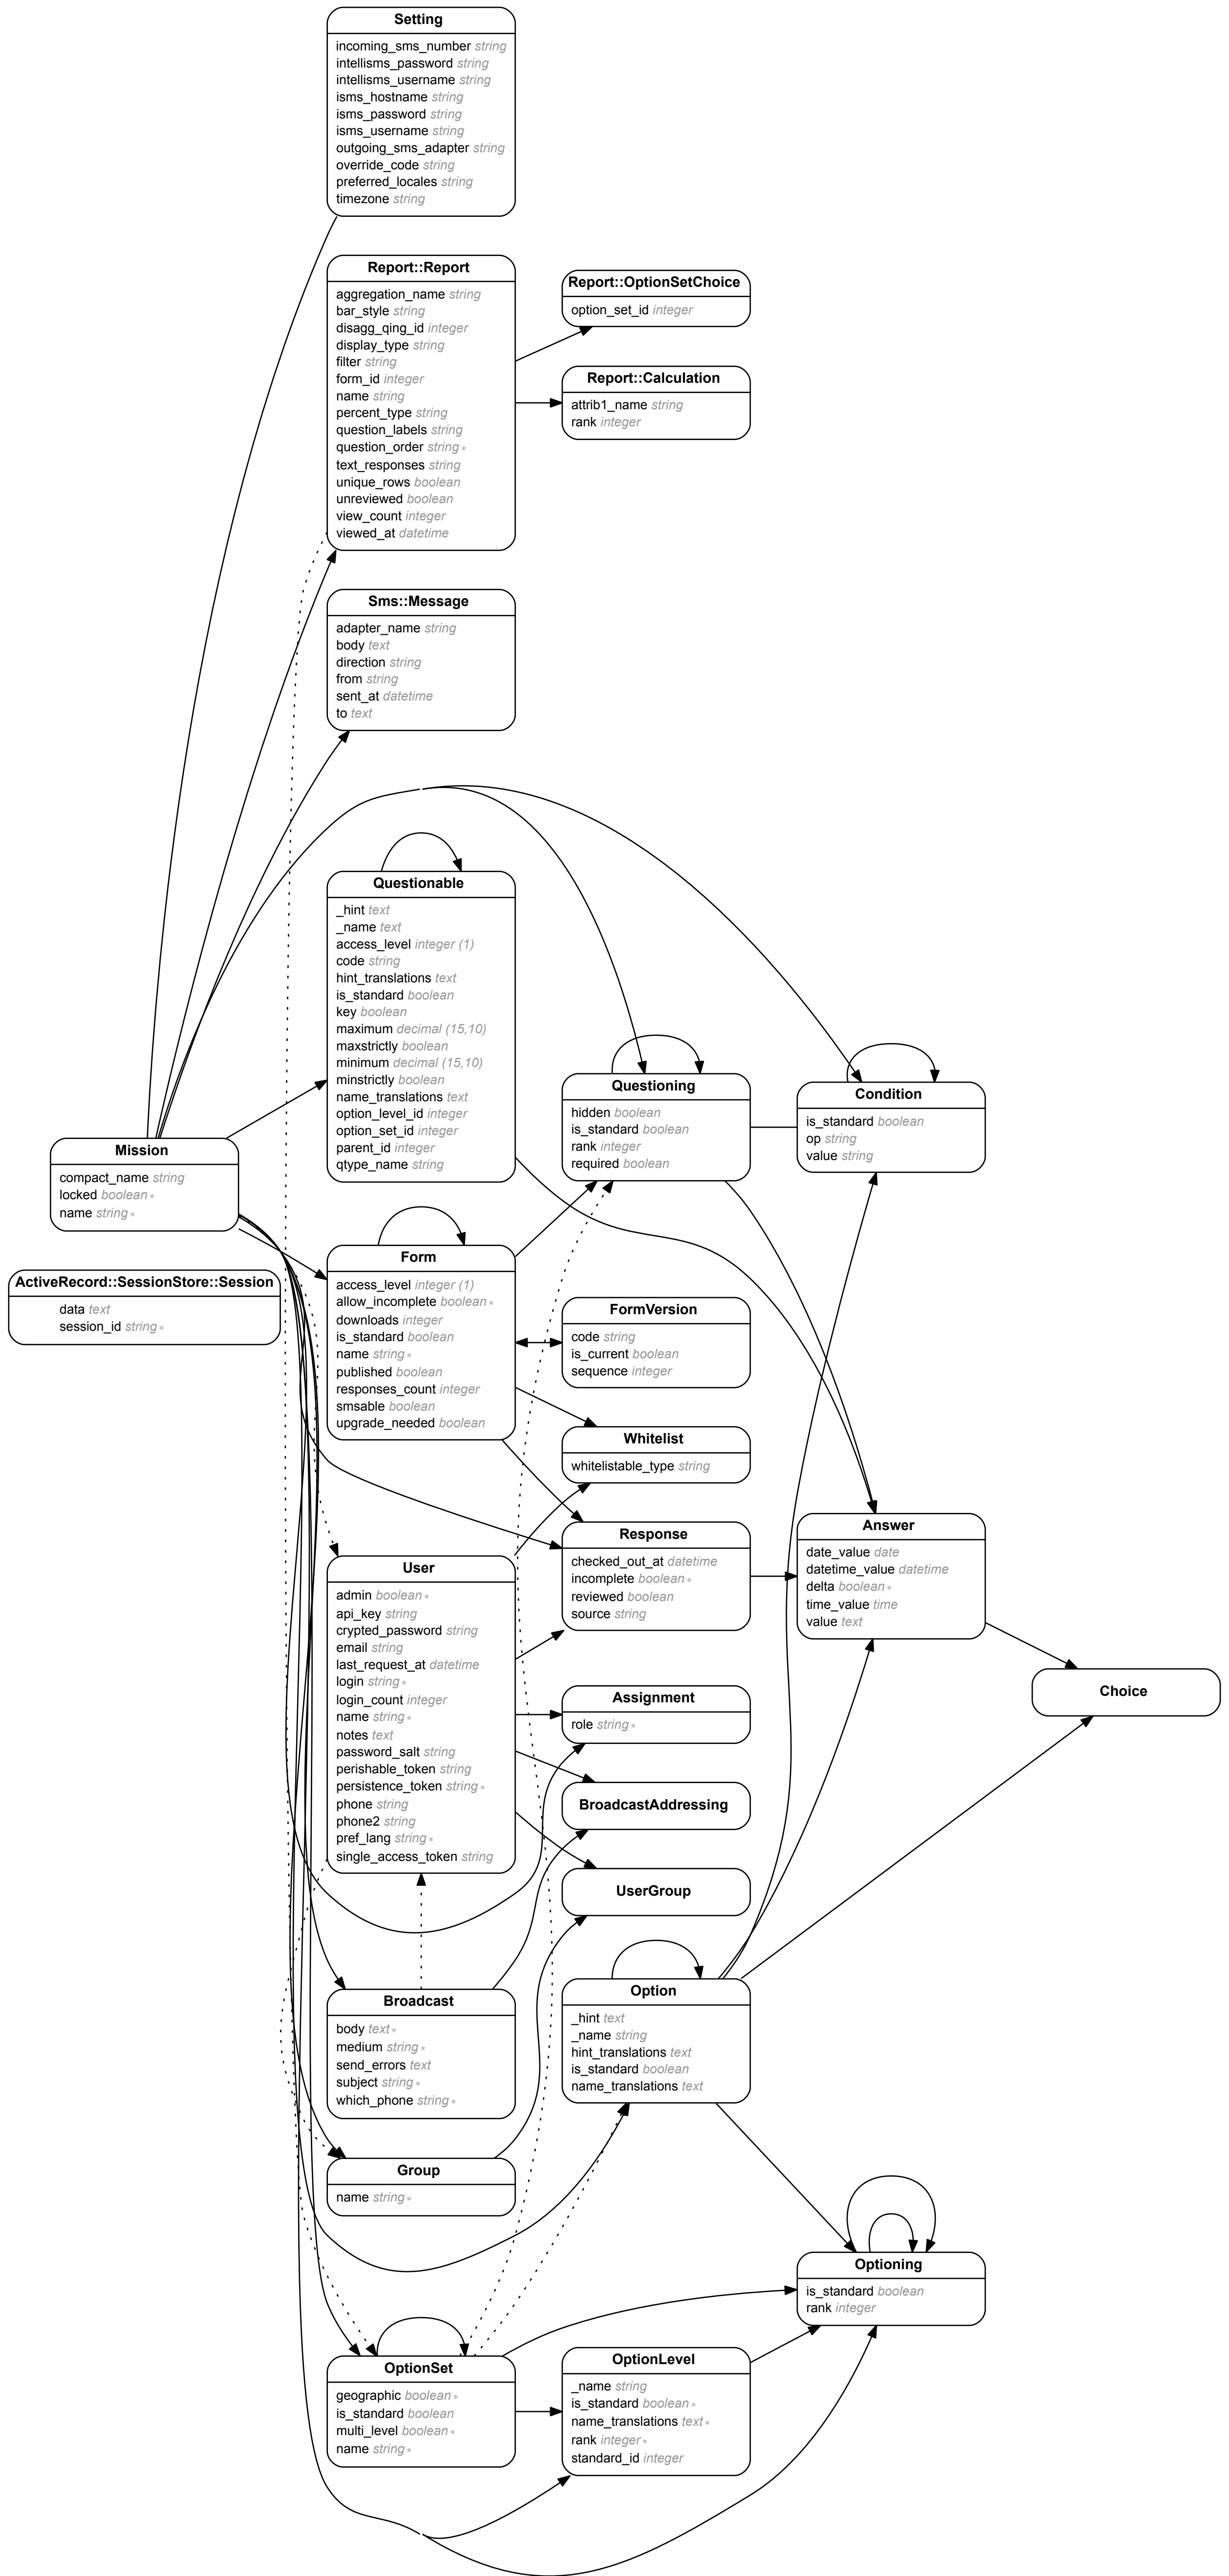 Setting
incoming_sms_number string
intellisms_password string
intellisms_username string
isms_hostname string
isms_password string
isms_username string
outgoing_sms_adapter string
override_code string
preferred_locales string
timezone string
Report::Report
aggregation_name string
bar_style string
disagg_qing_id integer
display_type string
filter string
form_id integer
name string
percent_type string
question_labels string
question_order string *
text_responses string
unique_rows boolean
unreviewed boolean
view_count integer
viewed_at datetime
Report::OptionSetChoice
option_set_id integer
Report::Calculation
attrib1_name string
rank integer
Sms::Message
adapter_name string
body text
direction string
from string
sent_at datetime
to text
Questionable
_hint text
_name text
access_level integer (1)
code string
hint_translations text
is_standard boolean
key boolean
maximum decimal (15,10)
maxstrictly boolean
minimum decimal (15,10)
minstrictly boolean
name_translations text
option_level_id integer
option_set_id integer
parent_id integer
qtype_name string
Questioning
hidden boolean
is_standard boolean
rank integer
required boolean
Condition
is_standard boolean
op string
value string
Mission
compact_name string
locked boolean *
name string *
ActiveRecord::SessionStore::Session
data text
session_id string *
Form
access_level integer (1)
allow_incomplete boolean *
downloads integer
is_standard boolean
name string *
published boolean
responses_count integer
smsable boolean
upgrade_needed boolean
FormVersion
code string
is_current boolean
sequence integer
Whitelist
whitelistable_type string
Response
checked_out_at datetime
incomplete boolean *
reviewed boolean
source string
Answer
date_value date
datetime_value datetime
delta boolean *
time_value time
value text
User
admin boolean *
api_key string
crypted_password string
email string
last_request_at datetime
login string *
login_count integer
name string *
notes text
password_salt string
perishable_token string
persistence_token string *
phone string
phone2 string
pref_lang string *
single_access_token string
Assignment
role string *
Choice
BroadcastAddressing
UserGroup
Broadcast
body text *
medium string *
send_errors text
subject string *
which_phone string *
Option
_hint text
_name string
hint_translations text
is_standard boolean
name_translations text
Group
name string *
Optioning
is_standard boolean
rank integer
OptionSet
geographic boolean *
is_standard boolean
multi_level boolean *
name string *
OptionLevel
_name string
is_standard boolean *
name_translations text *
rank integer *
standard_id integer